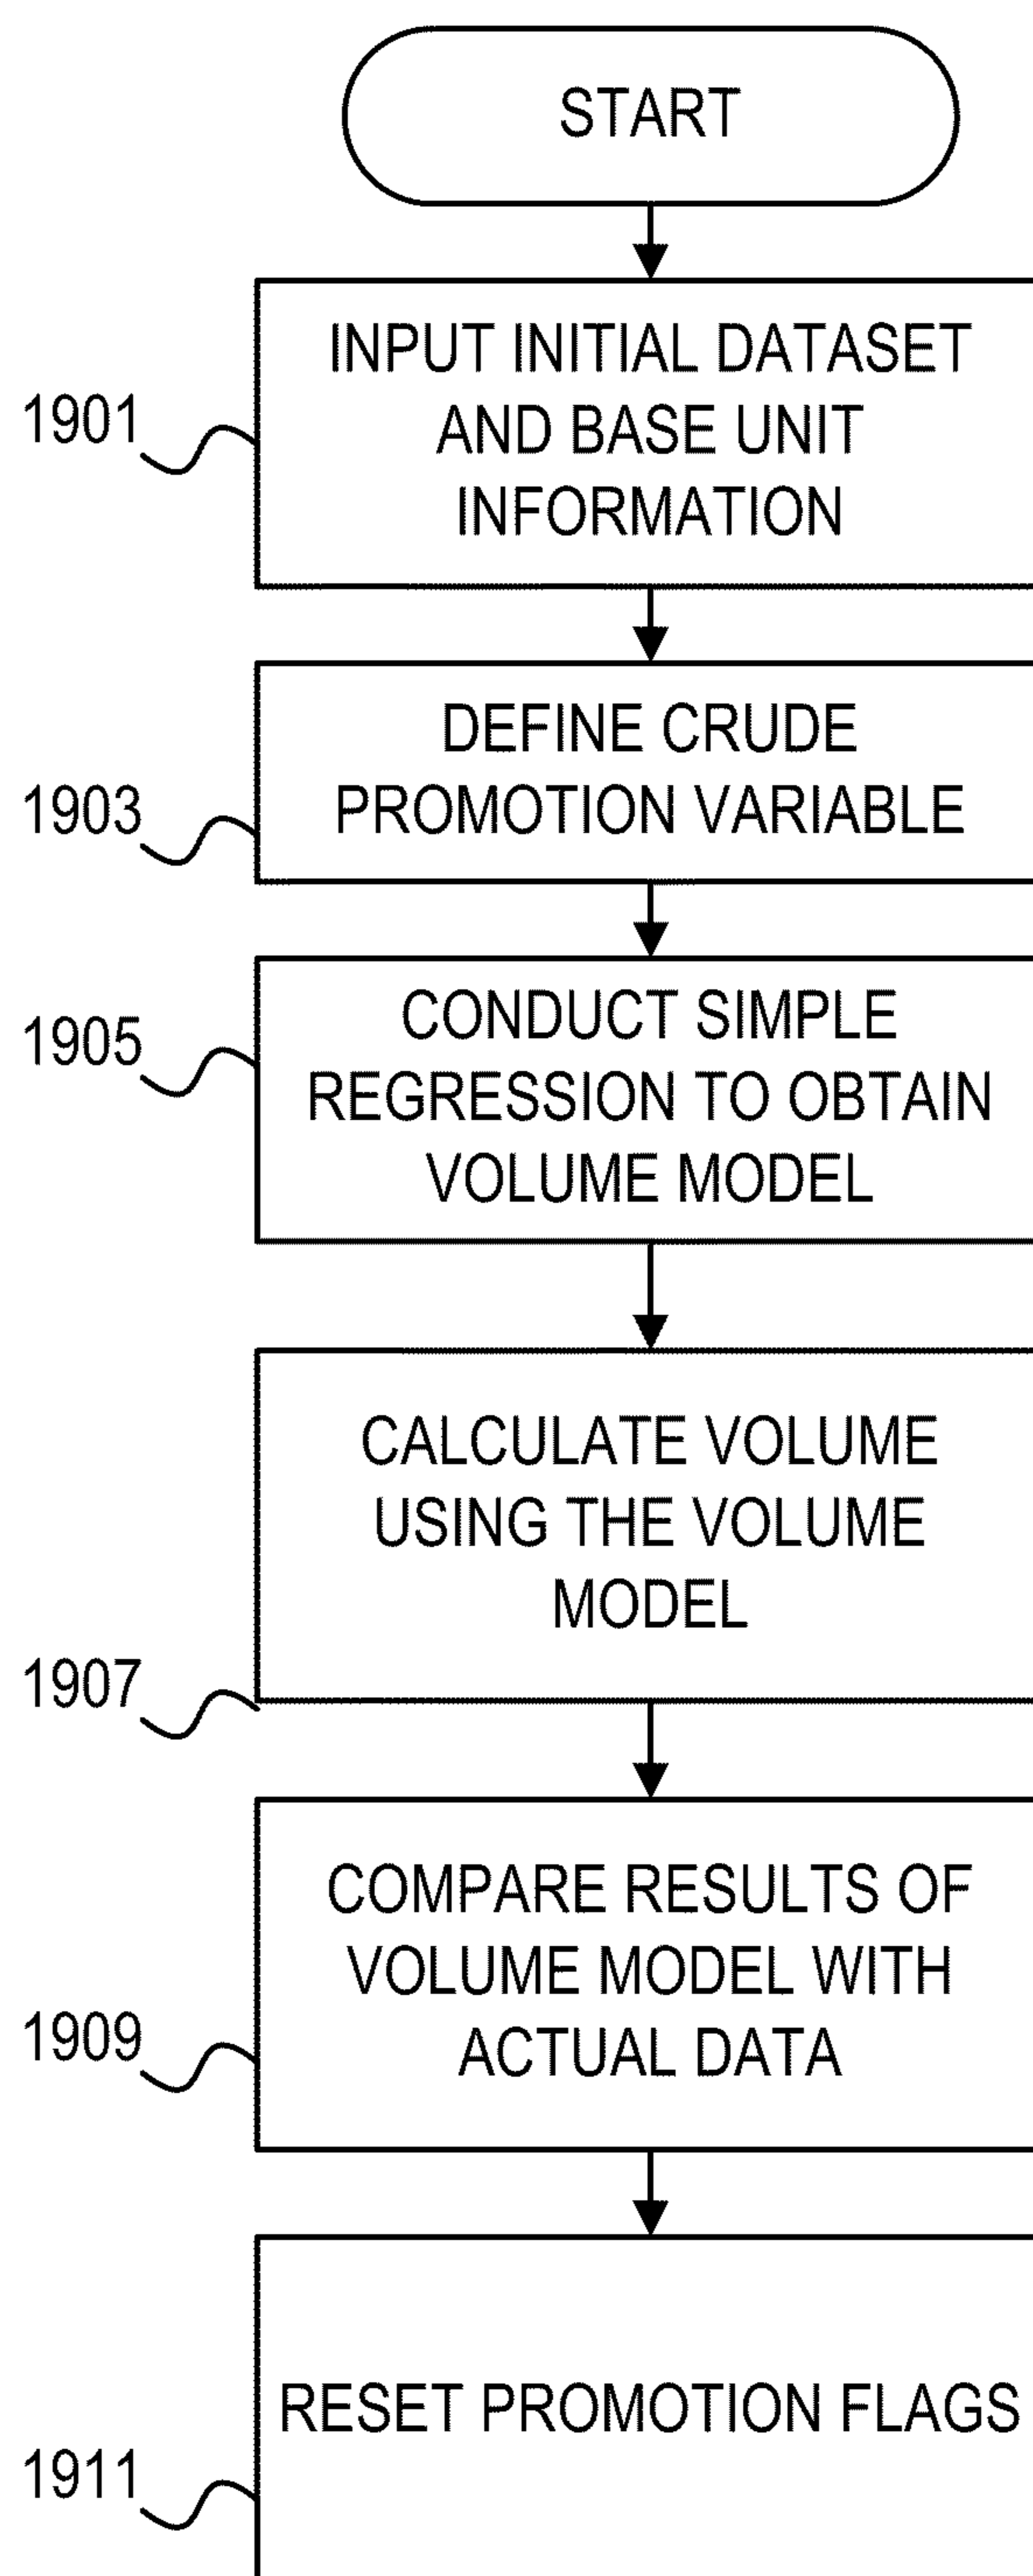 START
INPUT INITIAL DATASET
AND BASE UNIT
INFORMATION
1901
DEFINE CRUDE
PROMOTION VARIABLE
1903
CONDUCT SIMPLE
REGRESSION TO OBTAIN
VOLUME MODEL
1905
CALCULATE VOLUME
USING THE VOLUME
MODEL
1907
COMPARE RESULTS OF
VOLUME MODEL WITH
ACTUAL DATA
1909
RESET PROMOTION FLAGS
1911